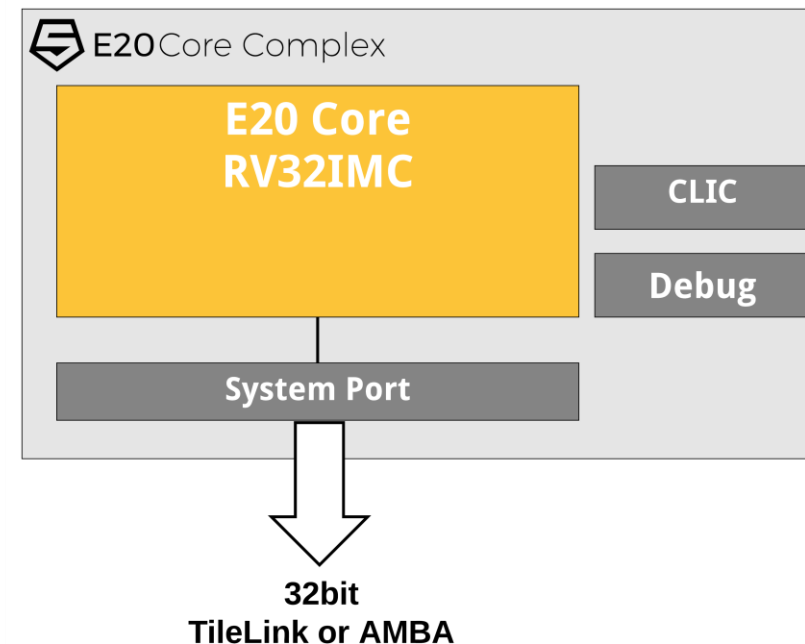 E20 Core Complex
E20 Core
RV32IMC
CLIC
Debug
System Port
32bit
TileLink or AMBA